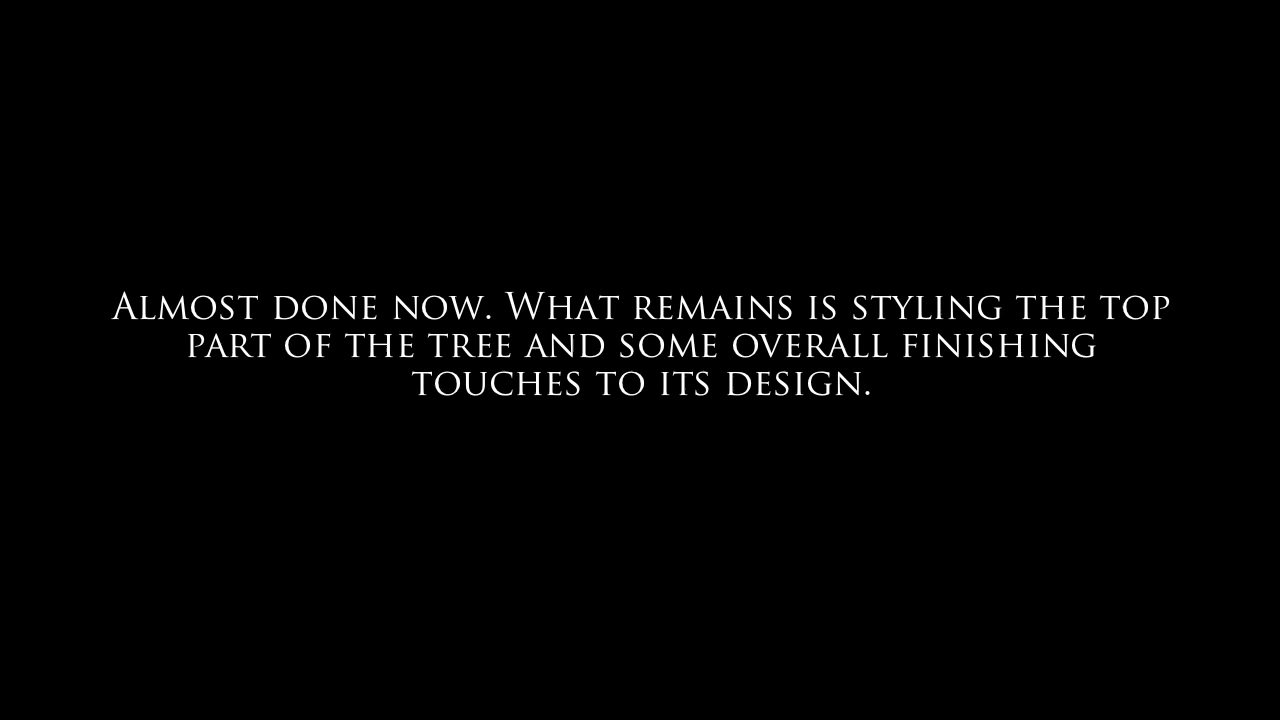 Almost done now. What remains is styling the top
part of the tree and some overall finishing
touches to its design.